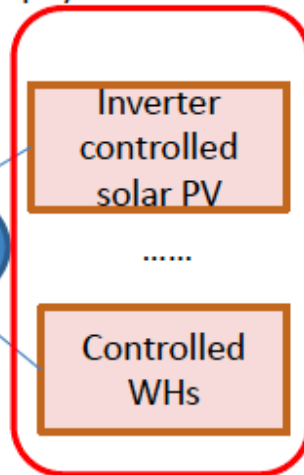 Inverter
controlled
solar PV
......
Controlled
WHs